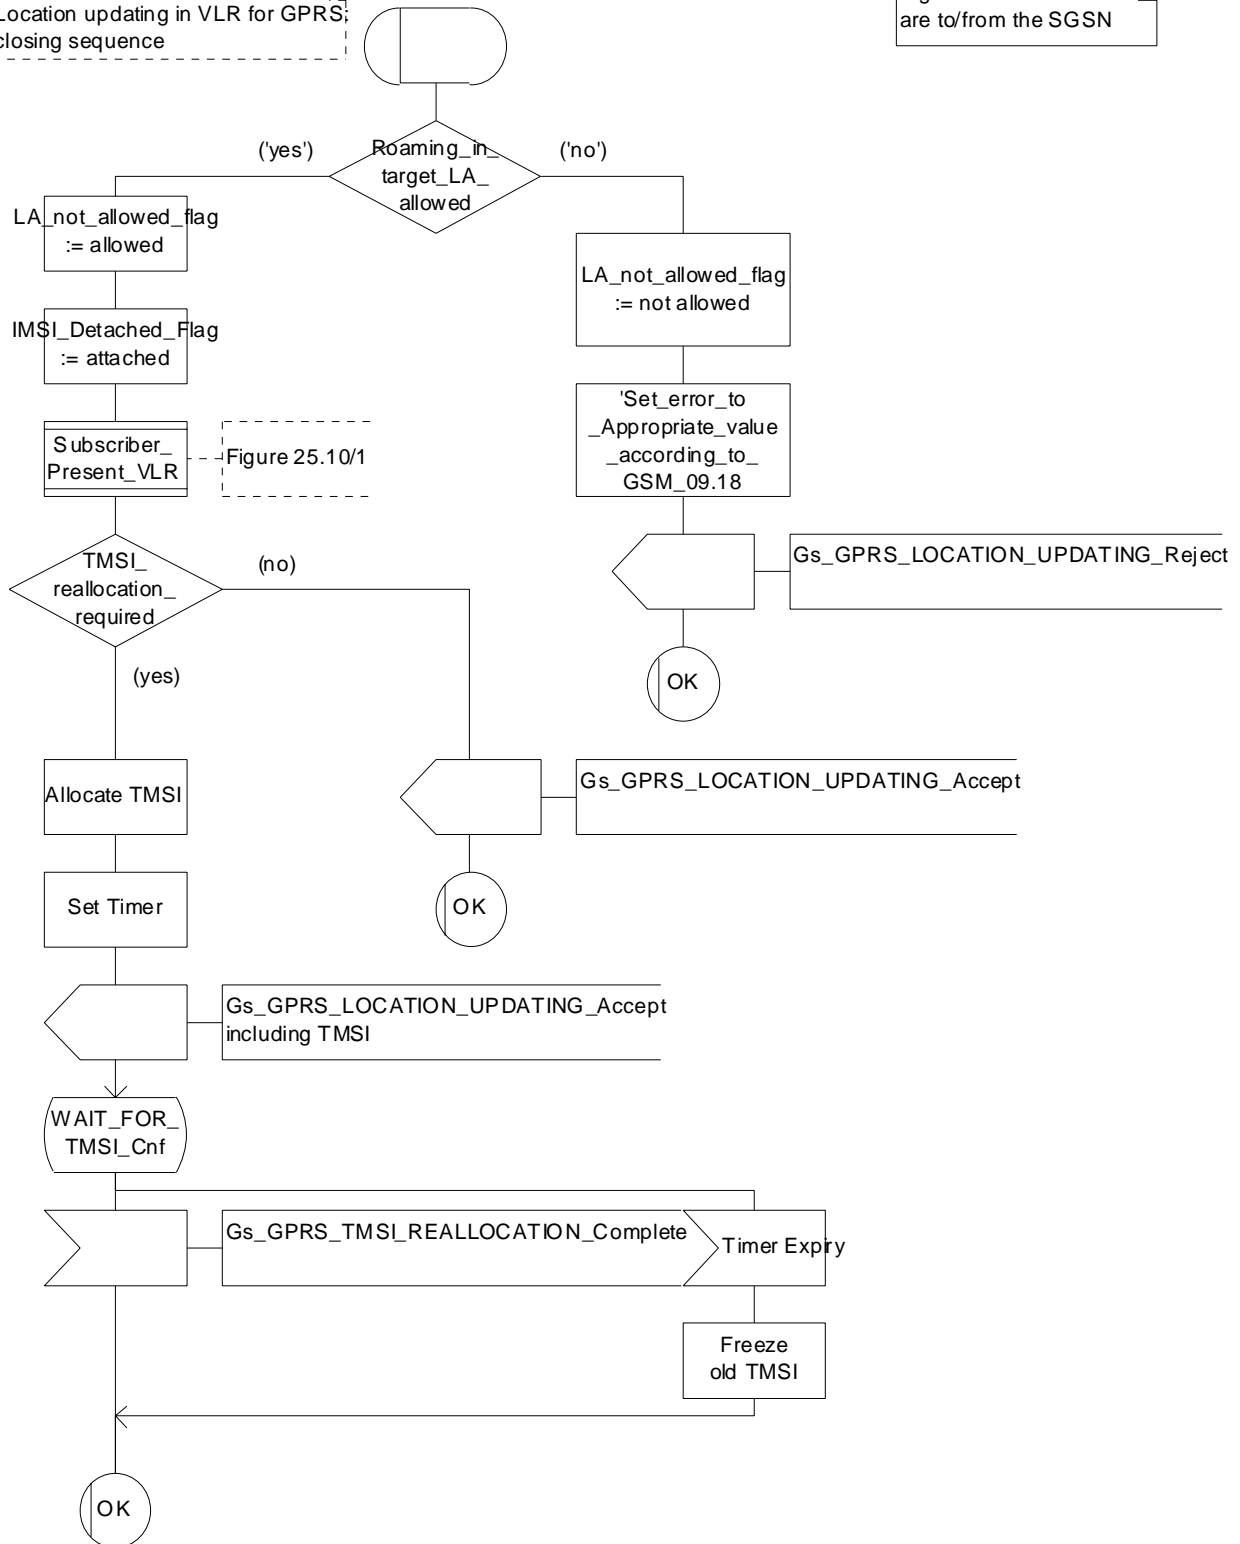 Location updating in VLR for GPRS:
closing sequence
are to/from the SGSN
('yes')
Roaming_in_
target_LA_
allowed
('no')
LA_not_allowed_flag
:= allowed
LA_not_allowed_flag
:= not allowed
IMSI_Detached_Flag
:= attached
'Set_error_to
_Appropriate_value
_according_to_
GSM_09.18
Subscriber_
Present_VLR
Figure 25.10/1
Gs_GPRS_LOCATION_UPDATING_Reject
TMSI_
reallocation_
required
(no)
(yes)
OK
Allocate TMSI
Gs_GPRS_LOCATION_UPDATING_Accept
Set Timer
OK
Gs_GPRS_LOCATION_UPDATING_Accept
including TMSI
WAIT_FOR_
TMSI_Cnf
Gs_GPRS_TMSI_REALLOCATION_Complete
Timer Expiry
Freeze
old TMSI
OK